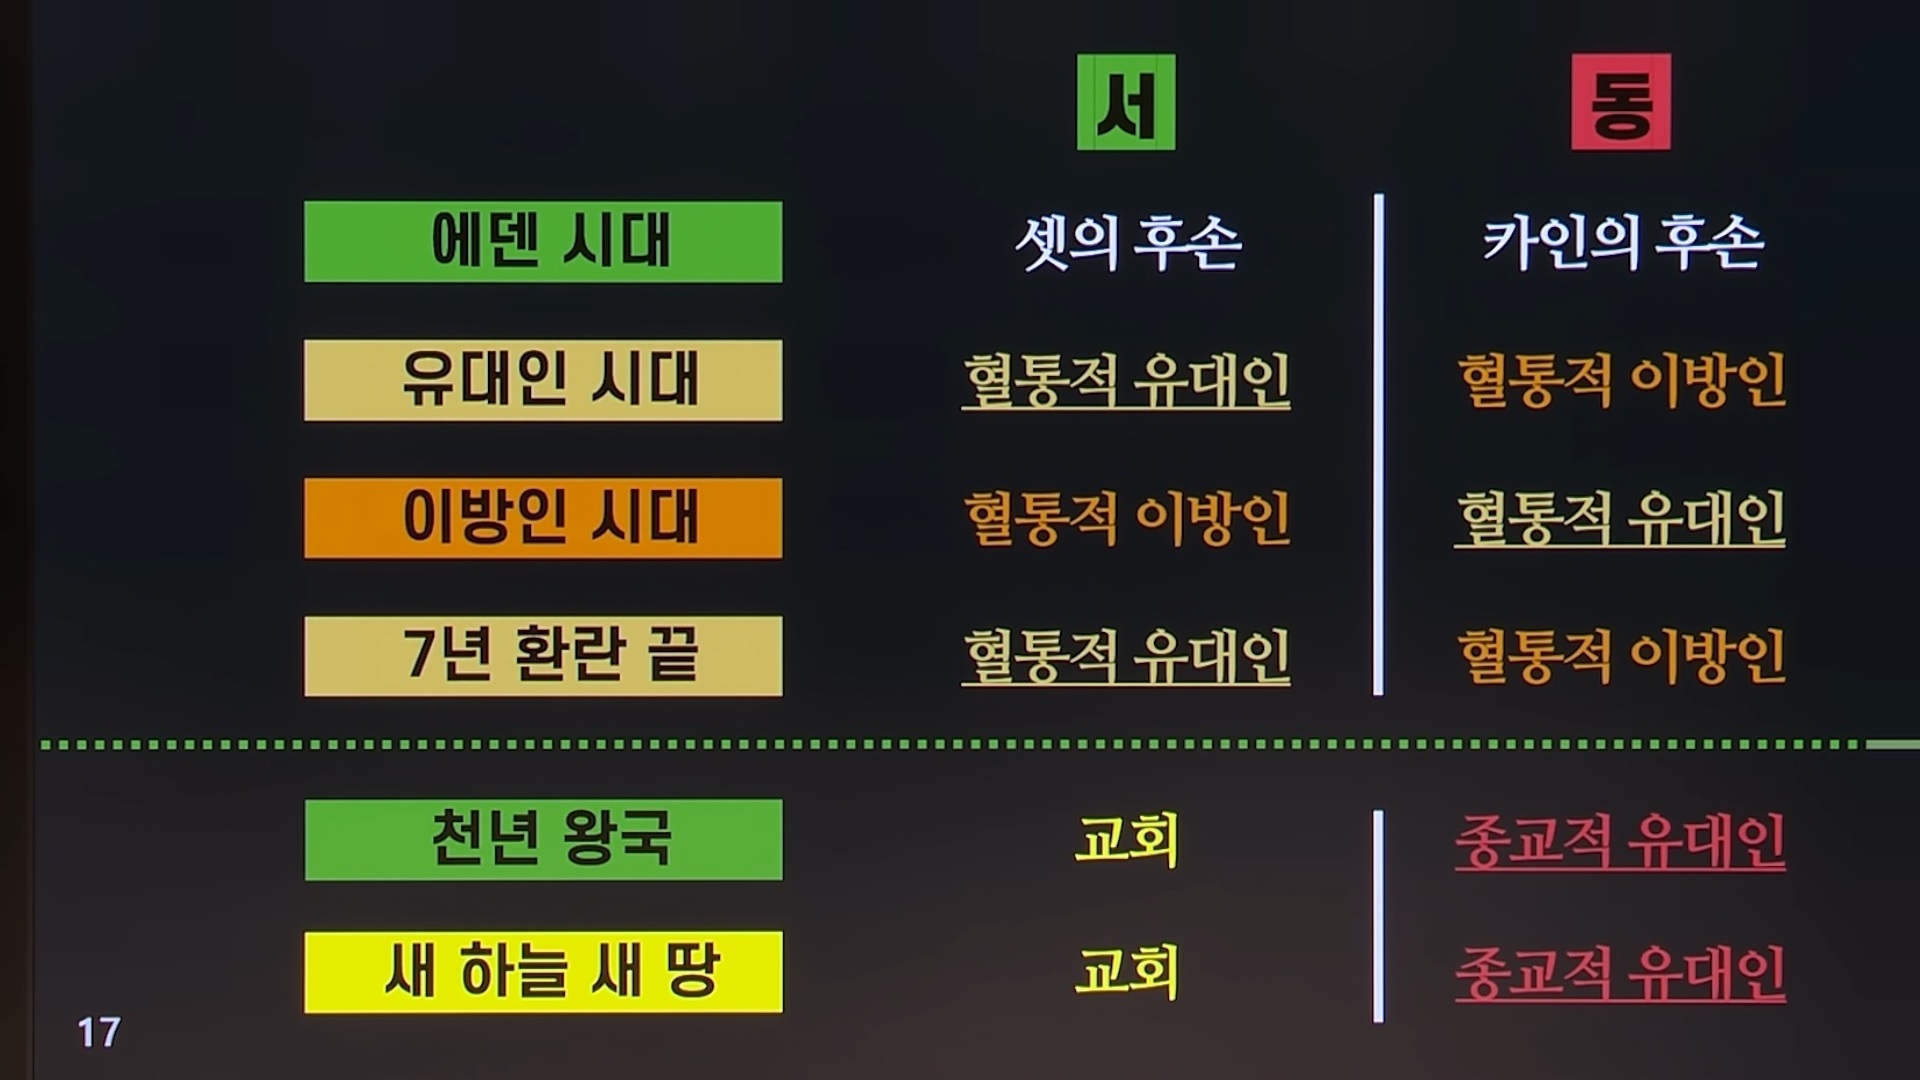 서 동
에덴 시대 셋의 후손 카인의 후손
유대인 시대 혈통적 유대인 혈통적 이방인
이방인 시대 혈통적 이방인 혈통적 유대인
7년 환란 끝 혈통적 유대인 혈통적 이방인
천년 왕국 교회 종교적 유대인
새 하늘 새 땅 교회 종교적 유대인
17